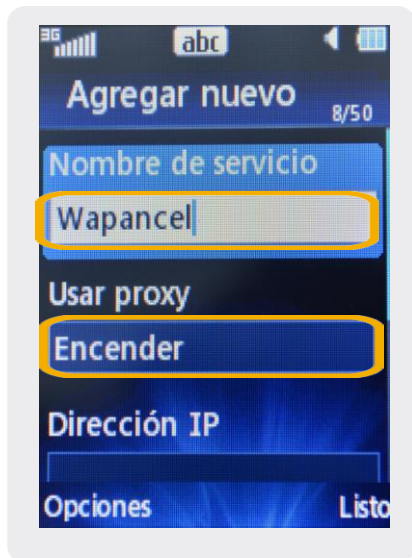 3G abc
Agregar nuevo
8/50
Nombre de servicio
Wapancel
Usar proxy
Encender
Dirección IP
Opciones Listo